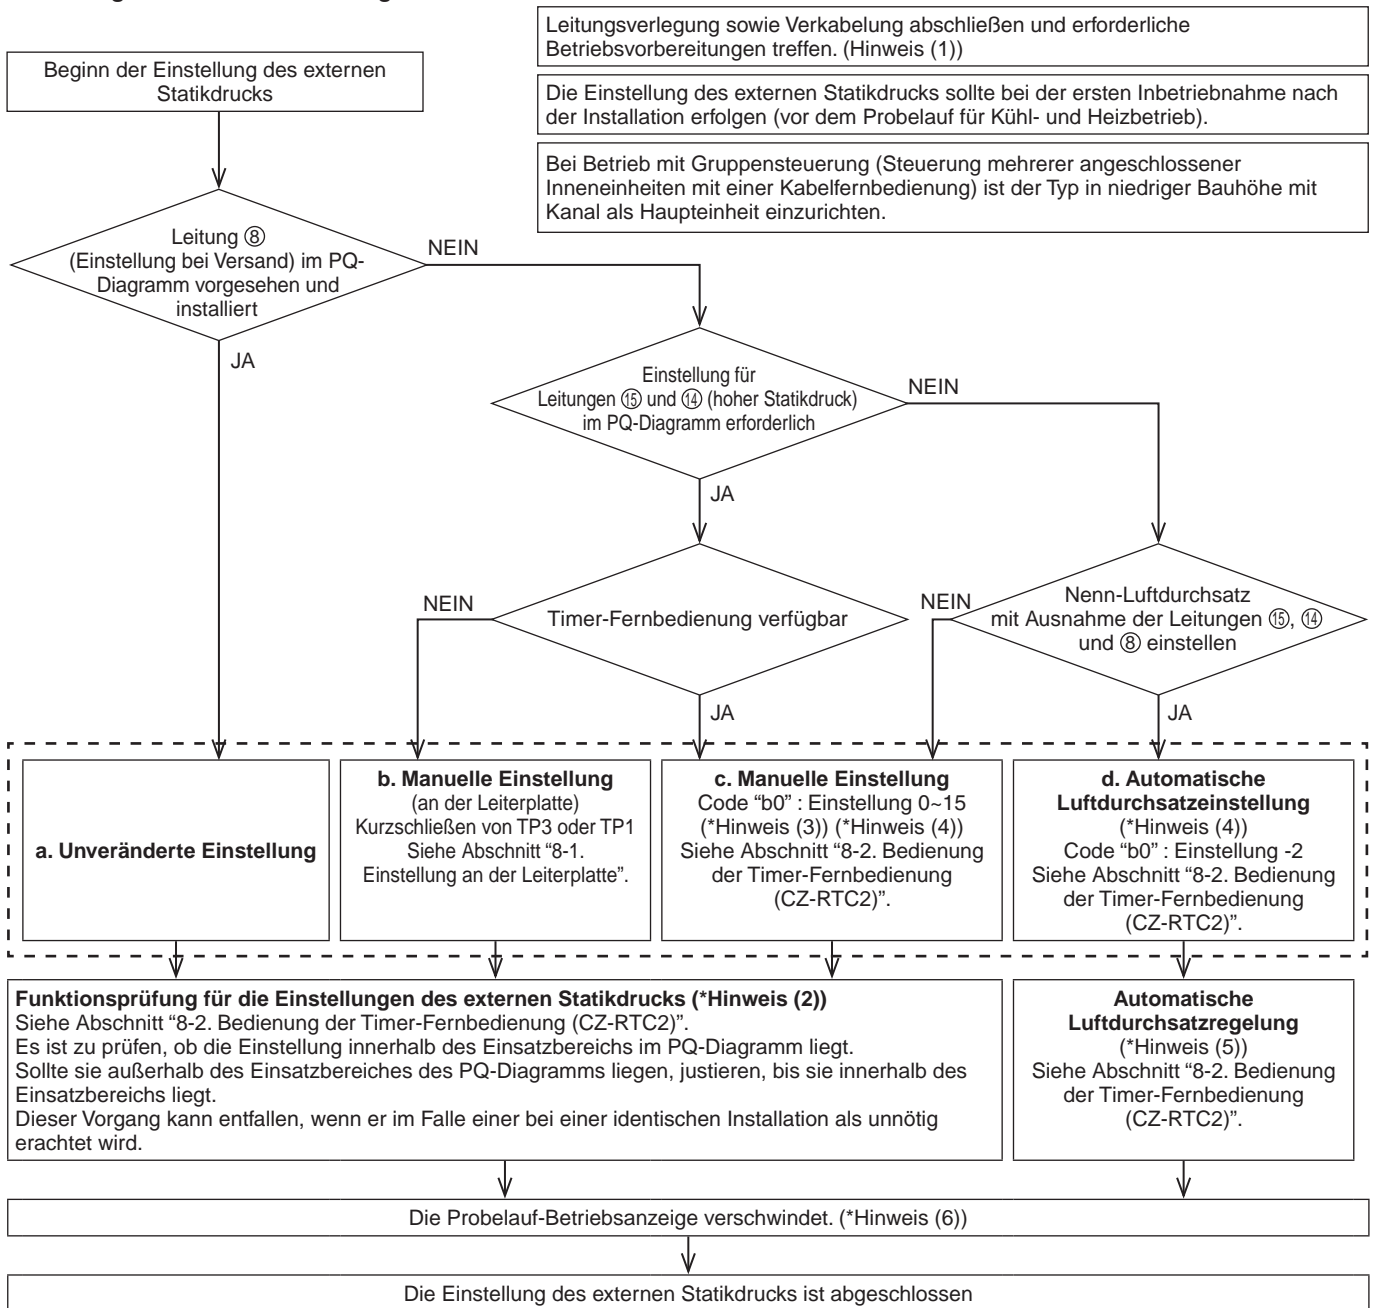 Leitungsverlegung sowie Verkabelung abschließen und erforderliche
Betriebsvorbereitungen treffen. (Hinweis (1))
Beginn der Einstellung des externen
Statikdrucks
Die Einstellung des externen Statikdrucks sollte bei der ersten Inbetriebnahme nach
der Installation erfolgen (vor dem Probelauf für Kühl- und Heizbetrieb).
Bei Betrieb mit Gruppensteuerung (Steuerung mehrerer angeschlossener
Inneneinheiten mit einer Kabelfernbedienung) ist der Typ in niedriger Bauhöhe mit
Kanal als Haupteinheit einzurichten.
Leitung ⑧
(Einstellung bei Versand) im PQ-
Diagramm vorgesehen und
installiert
NEIN
JA
Einstellung für
Leitungen ⑮ und ⑭ (hoher Statikdruck)
im PQ-Diagramm erforderlich
NEIN
JA
Timer-Fernbedienung verfügbar
NEIN
JA
Nenn-Luftdurchsatz
mit Ausnahme der Leitungen ⑮, ⑭
und ⑧ einstellen
NEIN
JA
a. Unveränderte Einstellung
b. Manuelle Einstellung
(an der Leiterplatte)
Kurzschließen von TP3 oder TP1
Siehe Abschnitt “8-1.
Einstellung an der Leiterplatte”.
c. Manuelle Einstellung
Code “b0” : Einstellung 0~15
(*Hinweis (3)) (*Hinweis (4))
Siehe Abschnitt “8-2. Bedienung
der Timer-Fernbedienung
(CZ-RTC2)”.
d. Automatische
Luftdurchsatzeinstellung
(*Hinweis (4))
Code “b0” : Einstellung -2
Siehe Abschnitt “8-2. Bedienung
der Timer-Fernbedienung
(CZ-RTC2)”.
Funktionsprüfung für die Einstellungen des externen Statikdrucks (*Hinweis (2))
Siehe Abschnitt “8-2. Bedienung der Timer-Fernbedienung (CZ-RTC2)”.
Es ist zu prüfen, ob die Einstellung innerhalb des Einsatzbereichs im PQ-Diagramm liegt.
Sollte sie außerhalb des Einsatzbereiches des PQ-Diagramms liegen, justieren, bis sie innerhalb des
Einsatzbereichs liegt.
Dieser Vorgang kann entfallen, wenn er im Falle einer bei einer identischen Installation als unnötig
erachtet wird.
Automatische
Luftdurchsatzregelung
(*Hinweis (5))
Siehe Abschnitt “8-2. Bedienung
der Timer-Fernbedienung
(CZ-RTC2)”.
Die Probelauf-Betriebsanzeige verschwindet. (*Hinweis (6))
Die Einstellung des externen Statikdrucks ist abgeschlossen